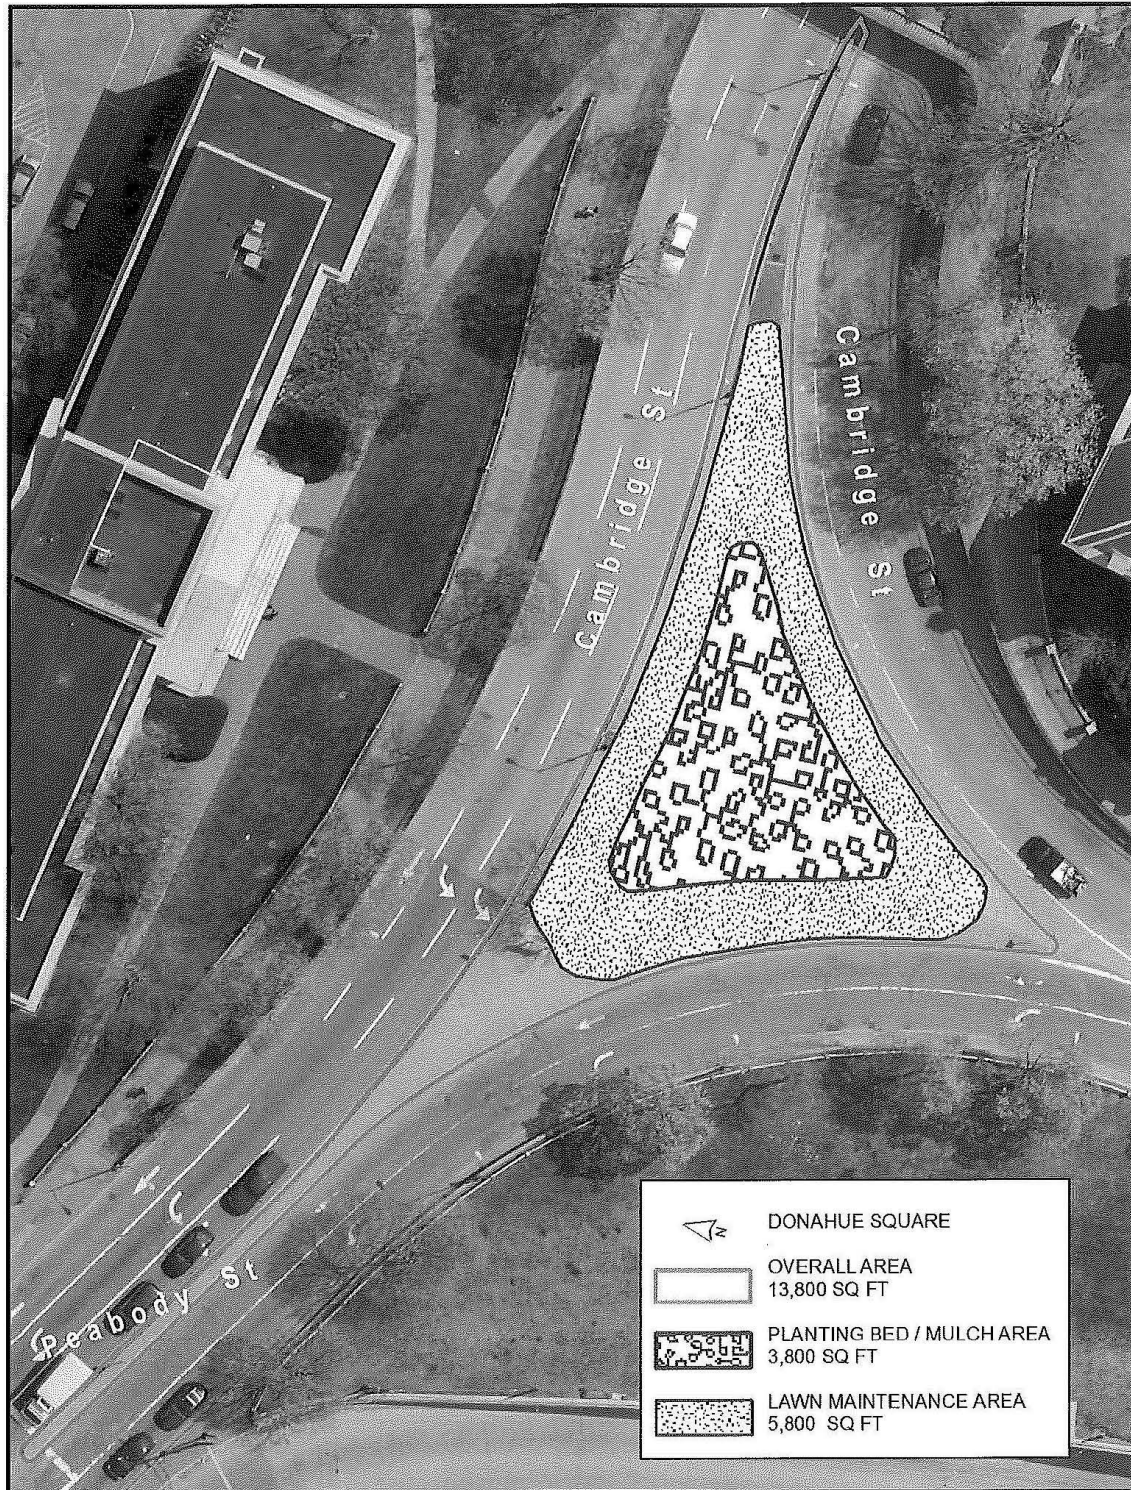 Cambridge St
Cambridge St
Peabody St
N
DONAHUE SQUARE
OVERALL AREA
13,800 SQ FT
PLANTING BED / MULCH AREA
3,800 SQ FT
LAWN MAINTENANCE AREA
5,800 SQ FT